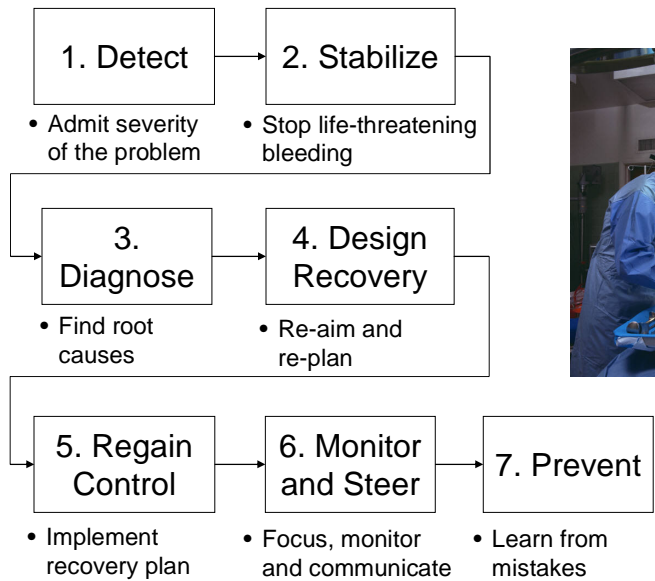 1. Detect
2. Stabilize
• Admit severity
of the problem
• Stop life-threatening
bleeding
3.
Diagnose
4. Design
Recovery
• Find root
causes
• Re-aim and
re-plan
5. Regain
Control
6. Monitor
and Steer
7. Prevent
• Implement
recovery plan
• Focus, monitor
and communicate
• Learn from
mistakes